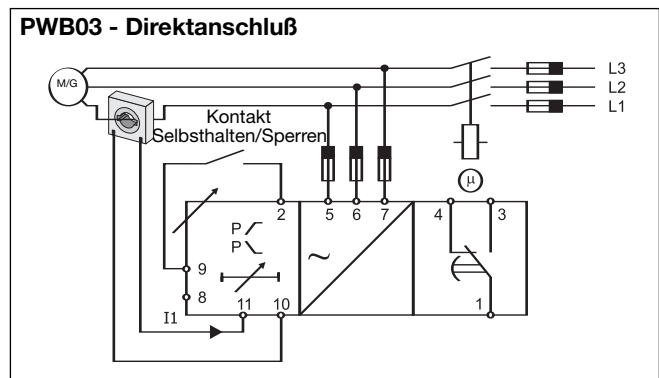 PWB03 - Direktanschluß
M/G
L3
L2
L1
Kontakt
Selbsthalten/Sperren
μ
2
5
6
7
4
3
P
P
~
9
8
11
10
1
I1